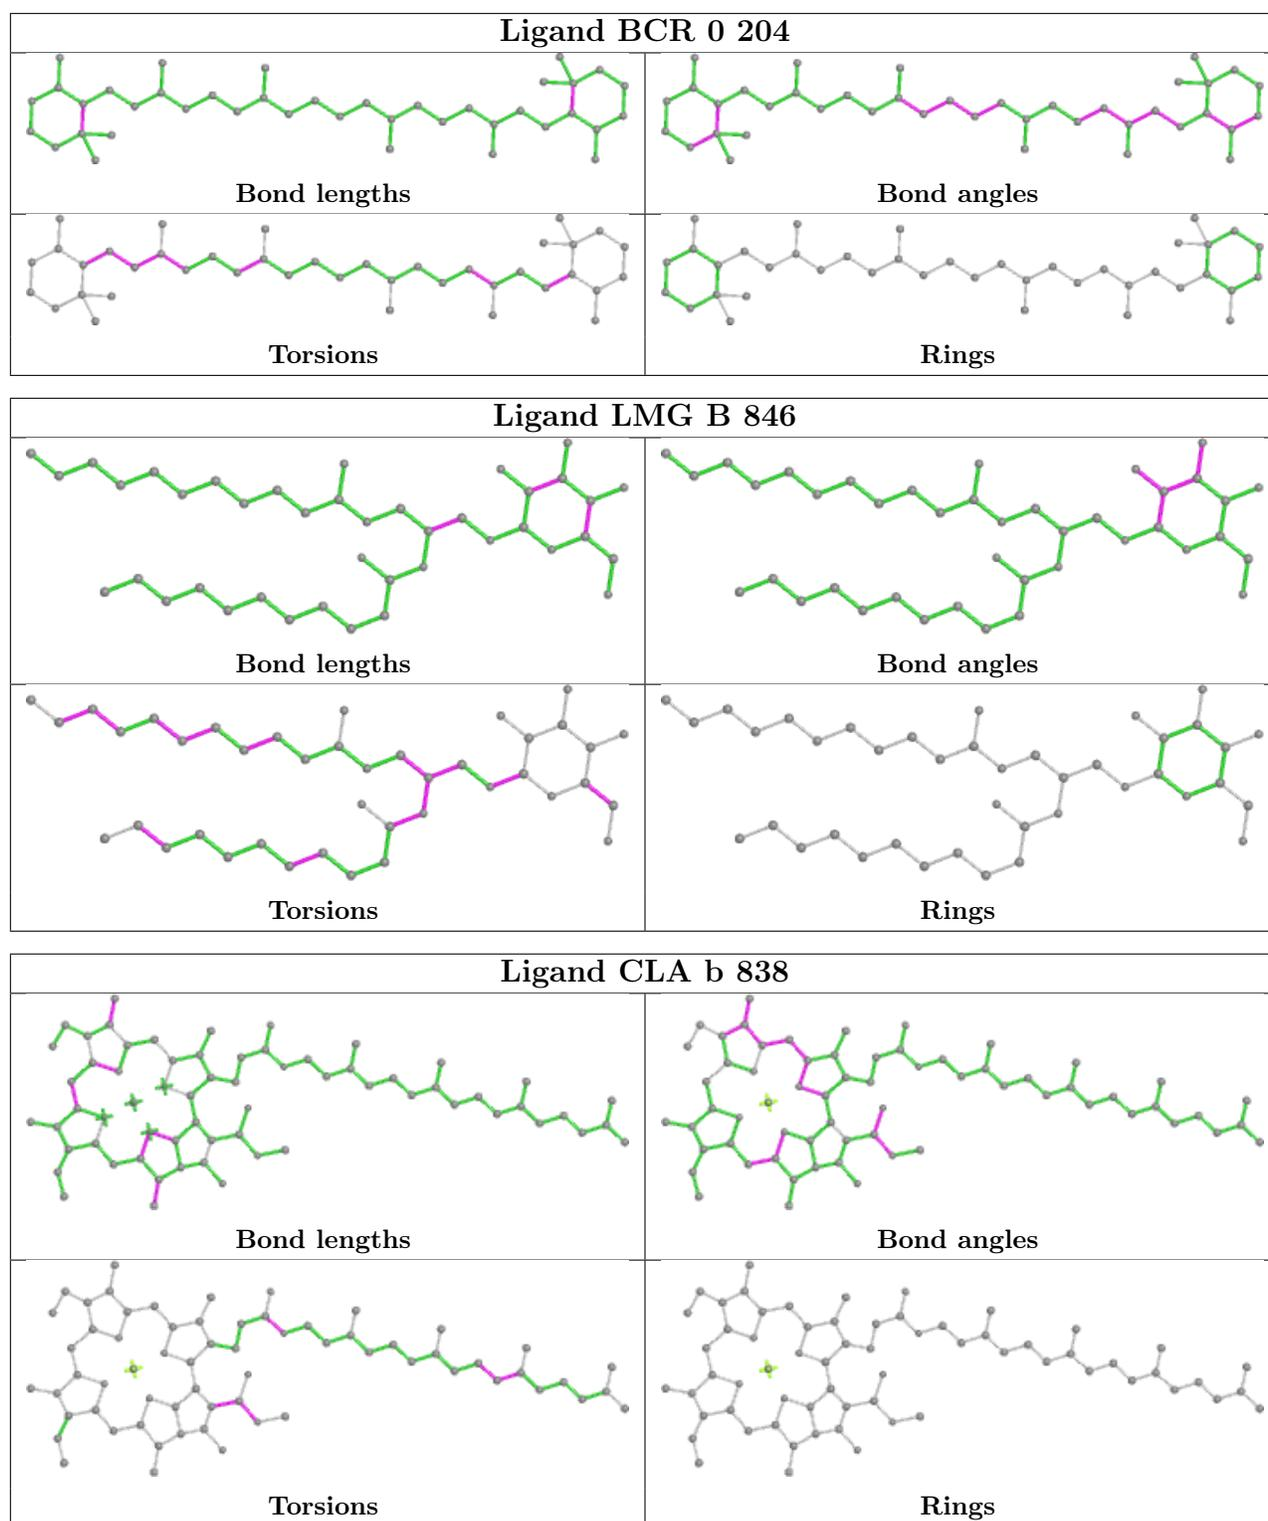 Ligand BCR 0 204
Bond lengths
Bond angles
Torsions
Rings
Ligand LMG B 846
Bond lengths
Bond angles
Torsions
Rings
Ligand CLA b 838
Bond lengths
Bond angles
Torsions
Rings